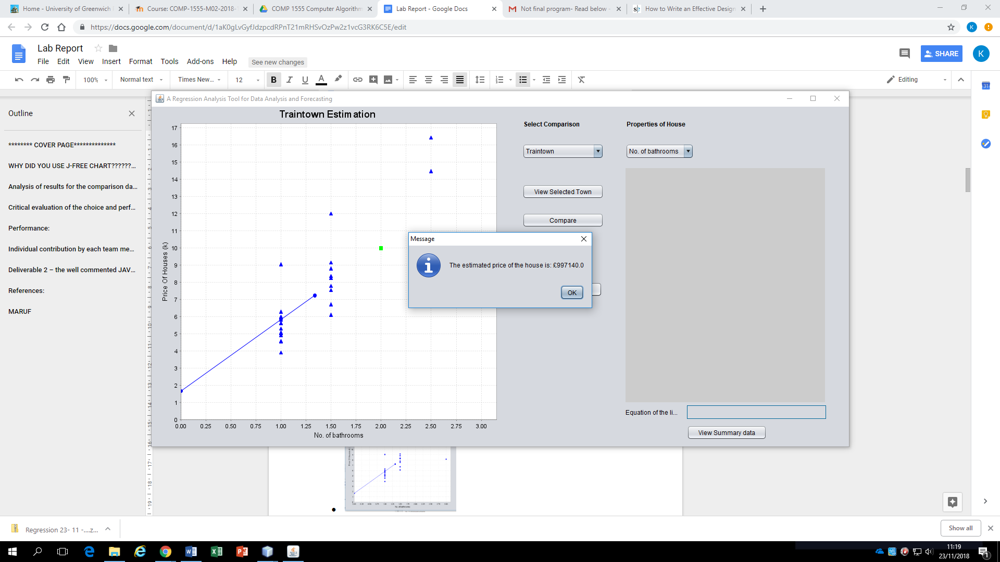 Home - University of Greenwich
Course: COMP-1555-M02-2018-
COMP 1555 Computer Algorithm
Lab Report - Google Docs
Not final program- Read below -
How to Write an Effective Design
https://docs.google.com/document/d/1aK0gLvGyfJdzpcdRPnT21mRHSvOzPw2z1vcG3RK6C5E/edit
K
Lab Report
SHARE
K
File Edit View Insert Format Tools Add-ons Help See new changes
100% Normal text Times New... 12 B I U A Editing
31
Outline
******** COVER PAGE**************
WHY DID YOU USE J-FREE CHART??????...
Analysis of results for the comparison da...
Critical evaluation of the choice and perf...
Performance:
Individual contribution by each team me...
Deliverable 2 – the well commented JAV...
References:
MARUF
A Regression Analysis Tool for Data Analysis and Forecasting
Traintown Estimation
Price Of Houses (k)
17
16
15
14
13
12
11
10
9
8
7
6
5
4
3
2
1
0
0.00 0.25 0.50 0.75 1.00 1.25 1.50 1.75 2.00 2.25 2.50 2.75 3.00
No. of bathrooms
Select Comparison
Traintown
View Selected Town
Compare
Properties of House
No. of bathrooms
Message
The estimated price of the house is: £997140.0
OK
Equation of the li...
View Summary data
No. of bathrooms
Regression 23- 11 -....z...
Show all
11:19
23/11/2018
1